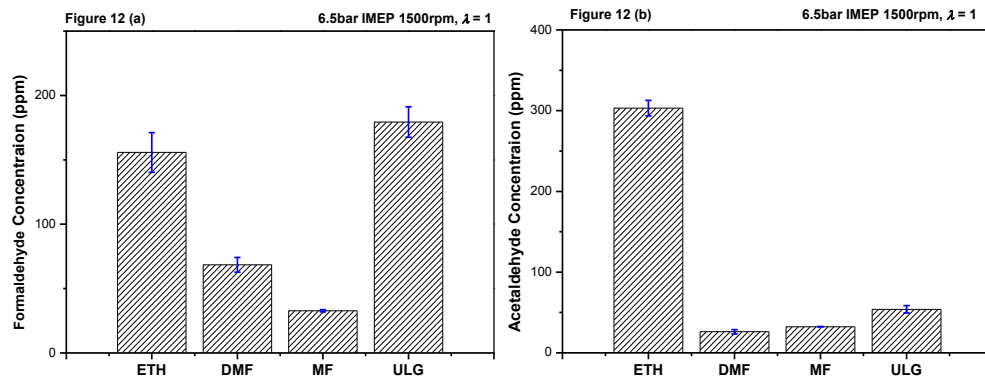 Figure 12 (a) 6.5bar IMEP 1500rpm, λ = 1
Formaldehyde Concentraion (ppm)
200
100
0
ETH DMF MF ULG
Figure 12 (b) 6.5bar IMEP 1500rpm, λ = 1
Acetaldehyde Concentraion (ppm)
400
300
200
100
0
ETH DMF MF ULG